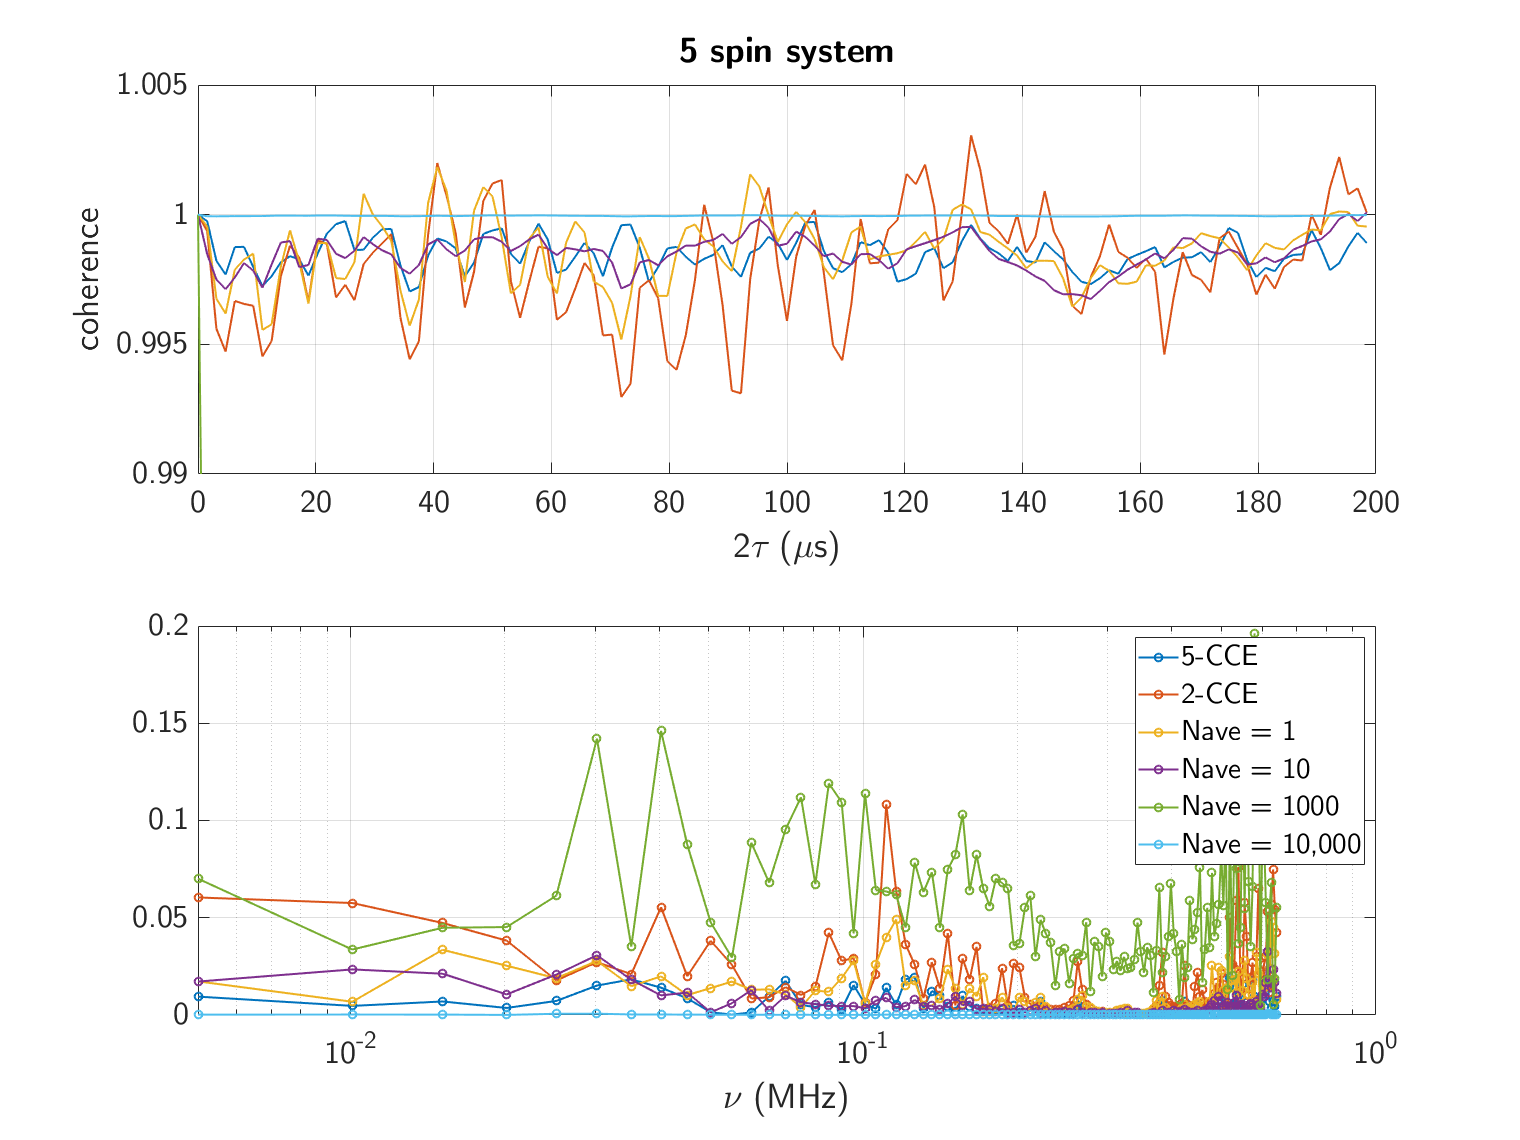 5 spin system
1.005
1
0.995
0.99
coherence
0 20 40 60 80 100 120 140 160 180 200
2τ (μs)
0.2
0.15
0.1
0.05
0
5-CCE
2-CCE
Nave = 1
Nave = 10
Nave = 1000
Nave = 10,000
10⁻² 10⁻¹ 10⁰
ν (MHz)